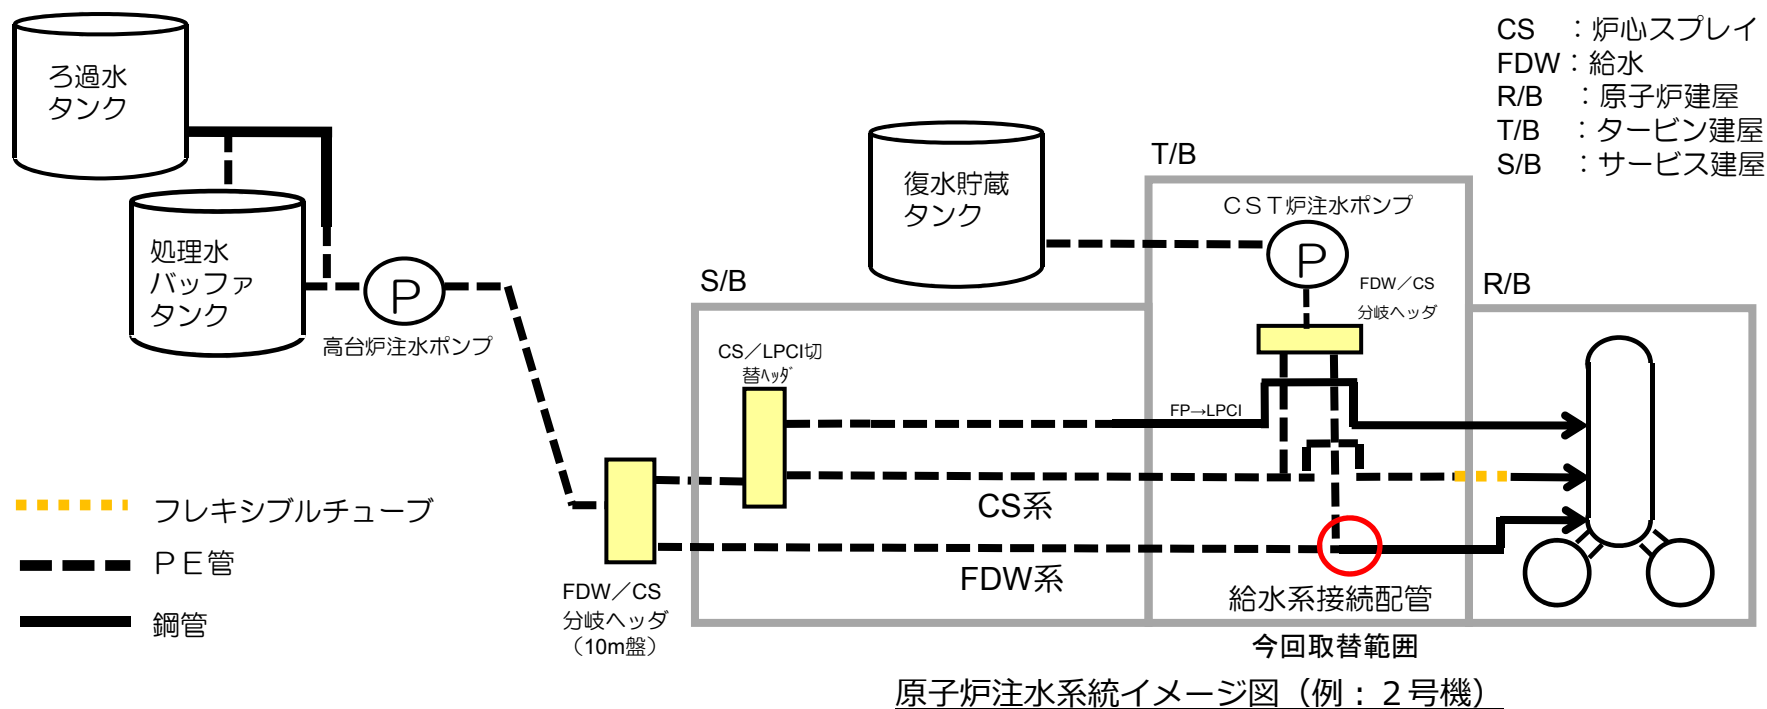 ろ過水
タンク
処理水
バッファ
タンク
P
高台炉注水ポンプ
復水貯蔵
タンク
T/B
CST炉注水ポンプ
P
FDW/CS
分岐ヘッダ
CS :炉心スプレイ
FDW:給水
R/B :原子炉建屋
T/B :タービン建屋
S/B :サービス建屋
S/B
R/B
CS/LPCI切
替ヘッダ
FP→LPCI
CS系
FDW系
FDW/CS
分岐ヘッダ
(10m盤)
フレキシブルチューブ
PE管
鋼管
給水系接続配管
今回取替範囲
原子炉注水系統イメージ図(例:2号機)